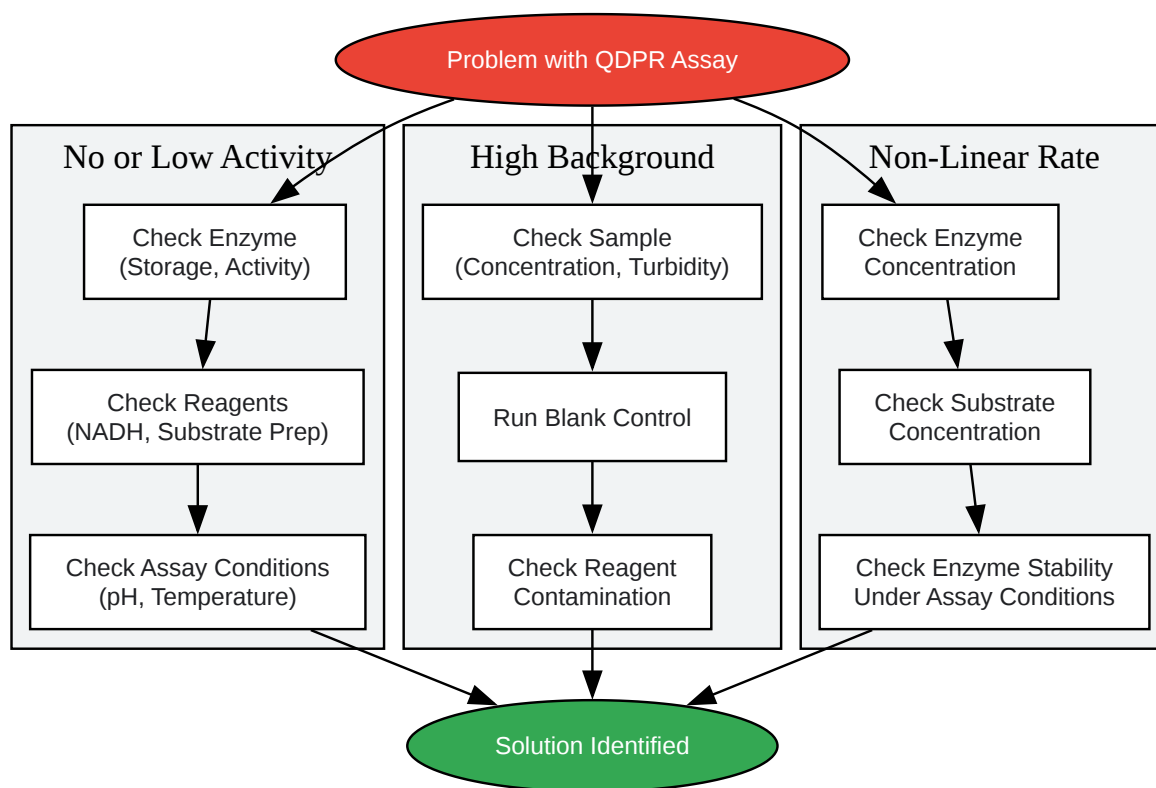 Problem with QDPR Assay
No or Low Activity
Check Enzyme
(Storage, Activity)
Check Reagents
(NADH, Substrate Prep)
Check Assay Conditions
(pH, Temperature)
High Background
Check Sample
(Concentration, Turbidity)
Run Blank Control
Check Reagent
Contamination
Non-Linear Rate
Check Enzyme
Concentration
Check Substrate
Concentration
Check Enzyme Stability
Under Assay Conditions
Solution Identified